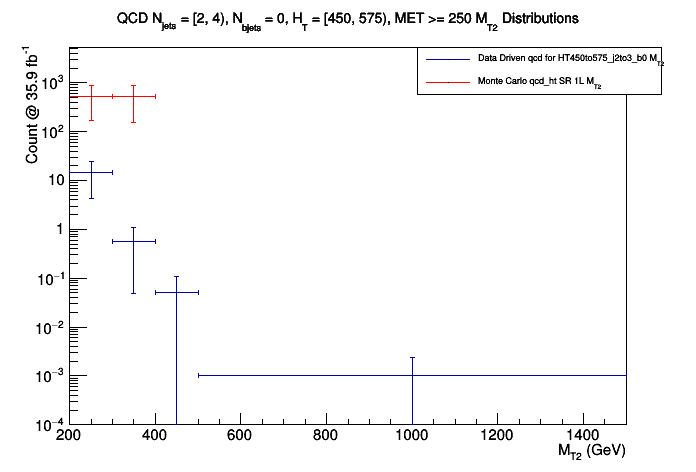 QCD N_jets = [2, 4), N_bjets = 0, H_T = [450, 575), MET >= 250 M_T2 Distributions
Data Driven qcd for HT450to575_j2to3_b0 M_T2
Monte Carlo qcd_ht SR 1L M_T2
Count @ 35.9 fb^-1
10^3
10^2
10
1
10^-1
10^-2
10^-3
10^-4
200 400 600 800 1000 1200 1400
M_T2 (GeV)